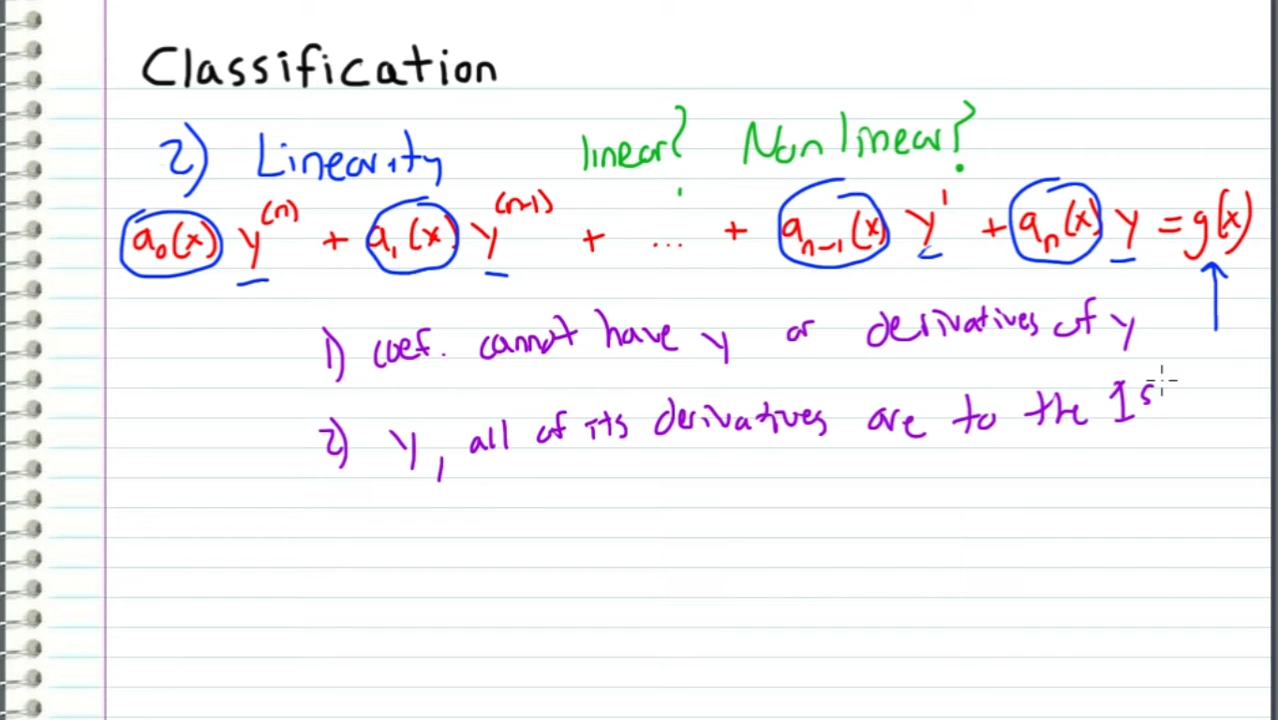 Classification
2) Linearity linear? Nonlinear?
a₀(x) y⁽ⁿ⁾ + a₁(x) y⁽ⁿ⁻¹⁾ + ... + aₙ₋₁(x) y' + aₙ(x) y = g(x)
1) coef. cannot have y or derivatives of y
2) y, all of its derivatives are to the 1s